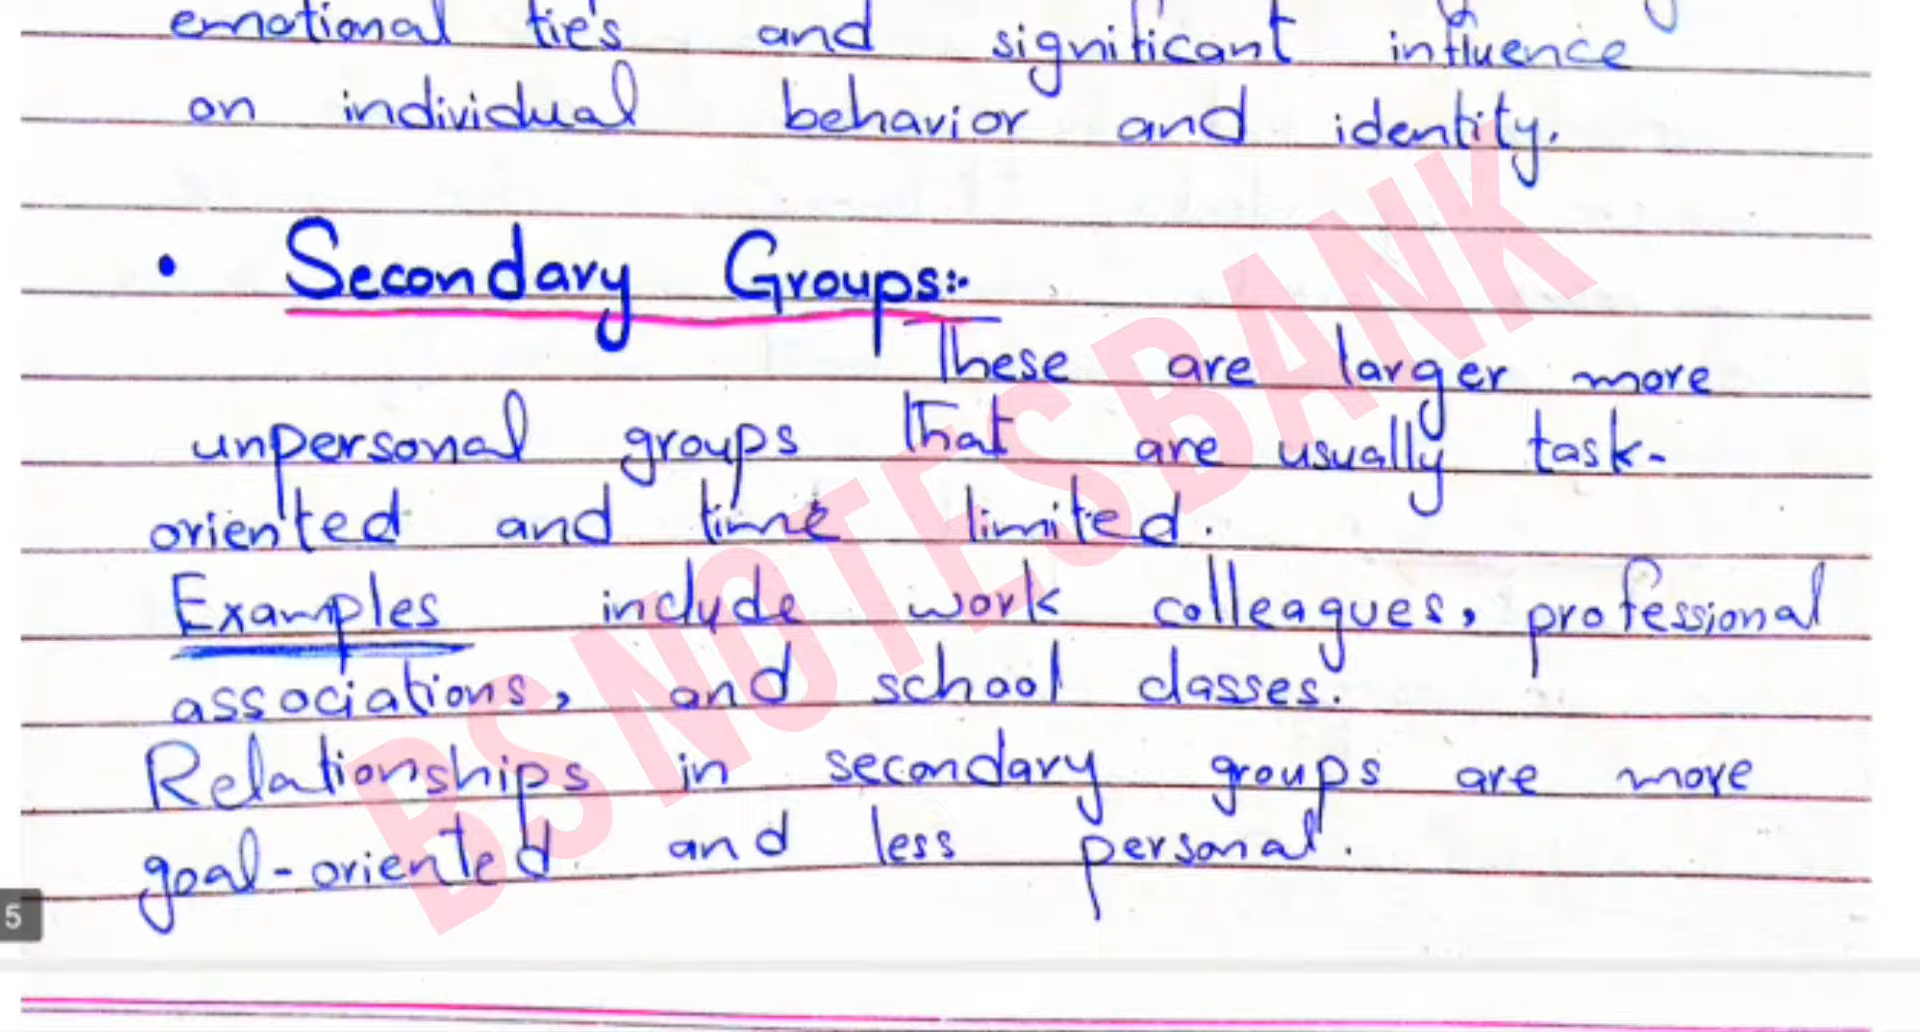 emotional ties and significant influence
on individual behavior and identity.
• Secondary Groups:-
These are larger more
unpersonal groups that are usually task-
oriented and time limited.
Examples include work colleagues, professional
associations, and school classes.
Relationships in secondary groups are more
goal-oriented and less personal.
BS NOTES BANK
5